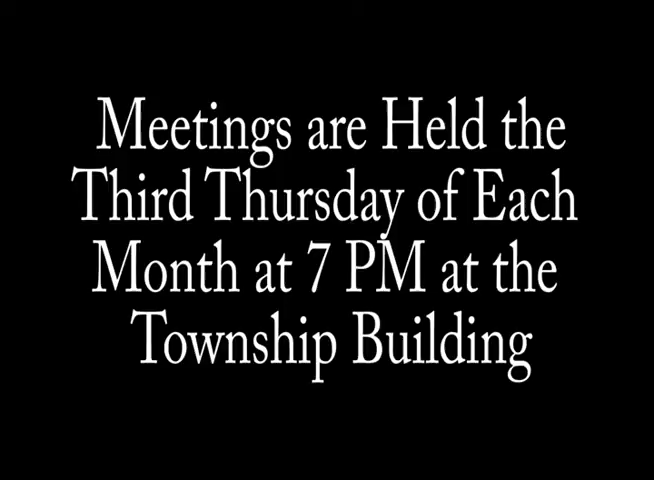 Meetings are Held the
Third Thursday of Each
Month at 7 PM at the
Township Building